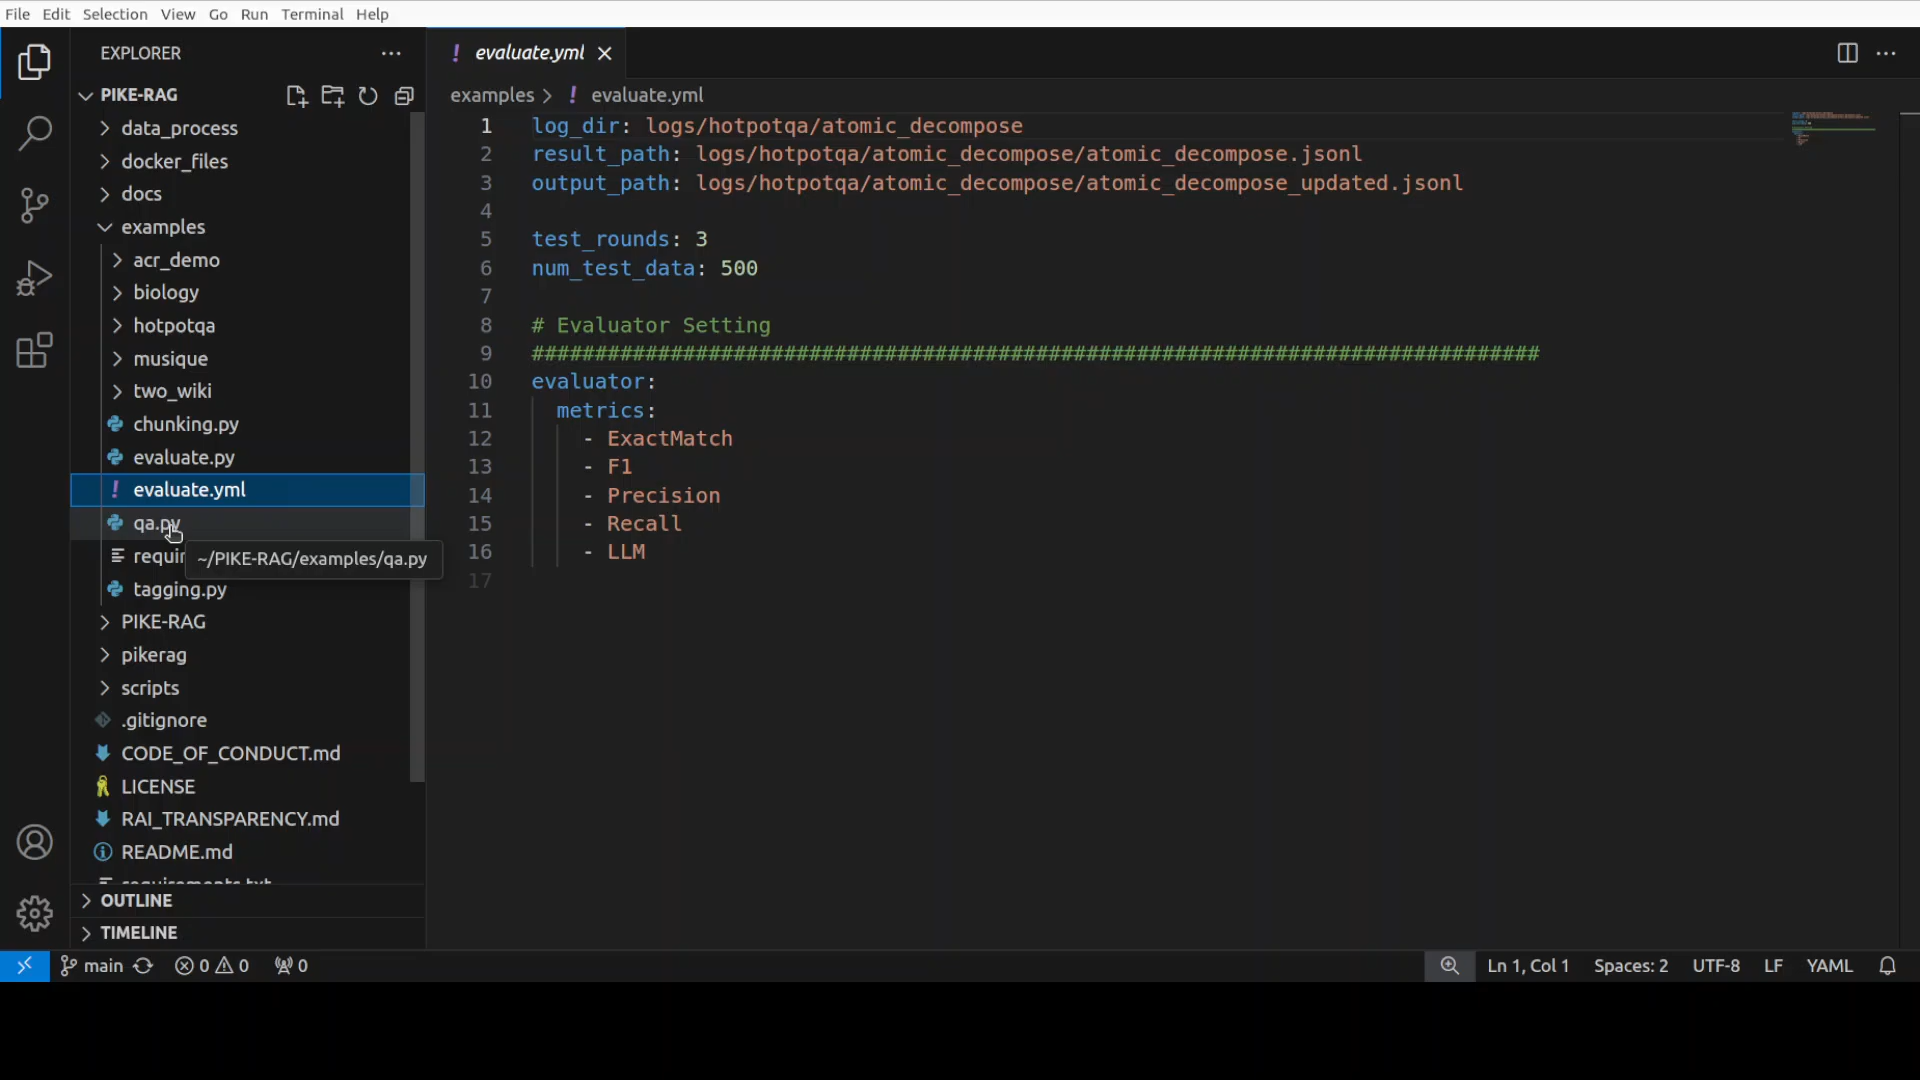 File Edit Selection View Go Run Terminal Help
EXPLORER
PIKE-RAG
data_process
docker_files
docs
examples
acr_demo
biology
hotpotqa
musique
two_wiki
chunking.py
evaluate.py
! evaluate.yml
qa.py
requir
~/PIKE-RAG/examples/qa.py
tagging.py
PIKE-RAG
pikerag
scripts
.gitignore
CODE_OF_CONDUCT.md
LICENSE
RAI_TRANSPARENCY.md
README.md
requirements.txt
OUTLINE
TIMELINE
! evaluate.yml
examples > ! evaluate.yml
1 log_dir: logs/hotpotqa/atomic_decompose
2 result_path: logs/hotpotqa/atomic_decompose/atomic_decompose.jsonl
3 output_path: logs/hotpotqa/atomic_decompose/atomic_decompose_updated.jsonl
4
5 test_rounds: 3
6 num_test_data: 500
7
8 # Evaluator Setting
9 ################################################################################
10 evaluator:
11 metrics:
12 - ExactMatch
13 - F1
14 - Precision
15 - Recall
16 - LLM
17
main 0 0 0 Ln 1, Col 1 Spaces: 2 UTF-8 LF YAML